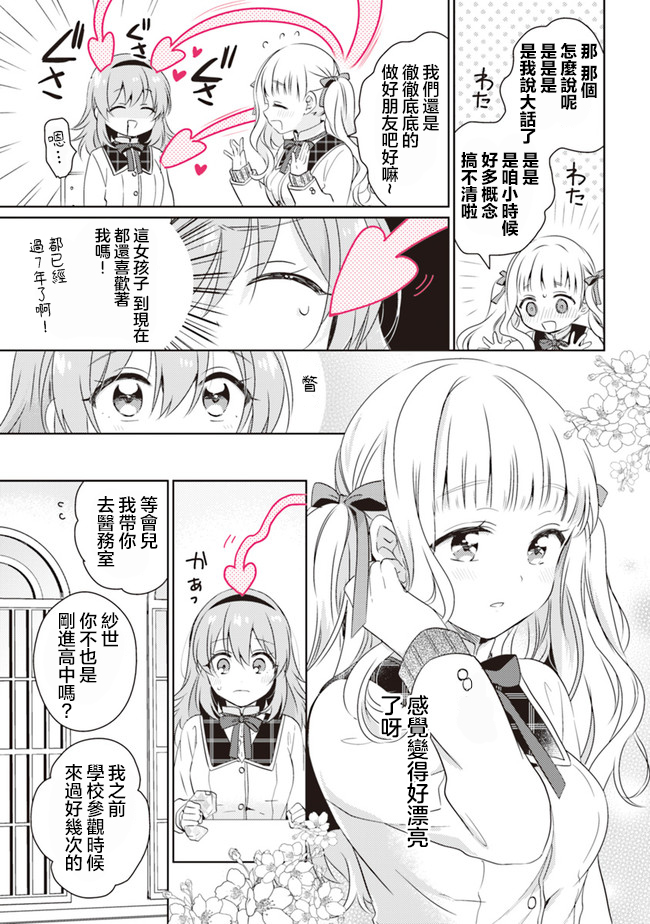 那 那個
怎麼說呢
是是是
是我說大話了
是是
是咱小時候
好多概念
搞不清啦
わた
わた
我們還是
徹徹底底的
做好朋友吧好嘛~
ぐさ
ぐさ
嗯…
這女孩子 到現在
都還喜歡著
我嗎！
都已經
過7年了啊！
瞥
感覺變得好漂亮
了呀
かぁっ
等會兒
我帶你
去醫務室
紗世
你不也是
剛進高中嗎？
我之前
學校參觀時候
來過好幾次的